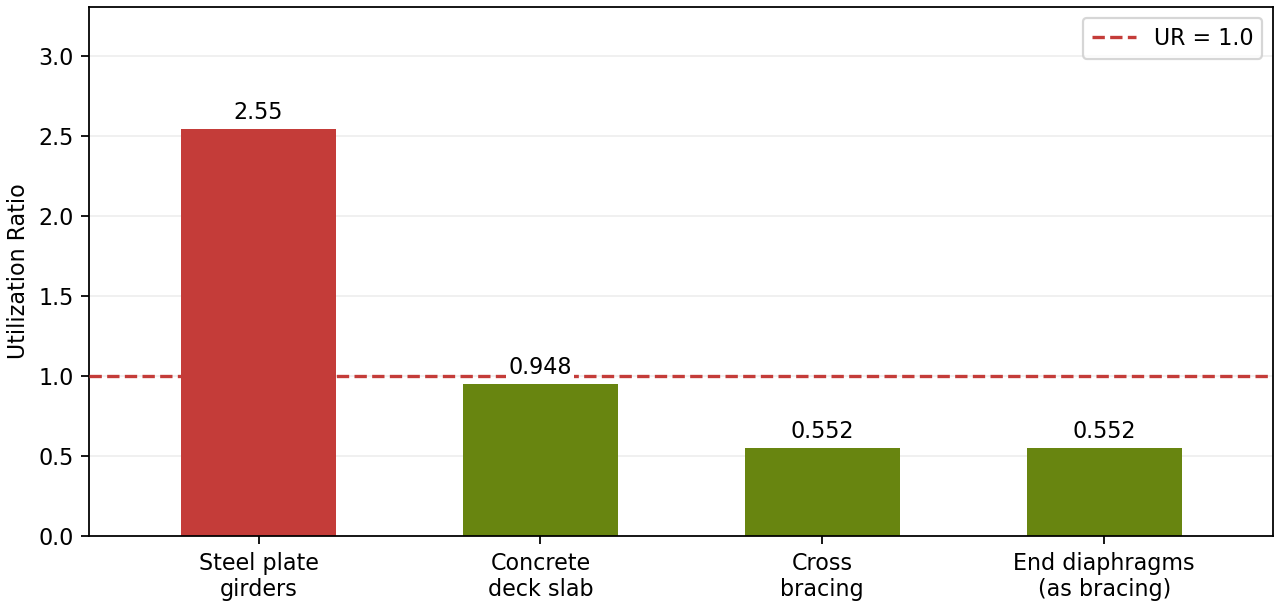 UR = 1.0
Utilization Ratio
3.0
2.5
2.0
1.5
1.0
0.5
0.0
2.55
0.948
0.552
0.552
Steel plate
girders
Concrete
deck slab
Cross
bracing
End diaphragms
(as bracing)